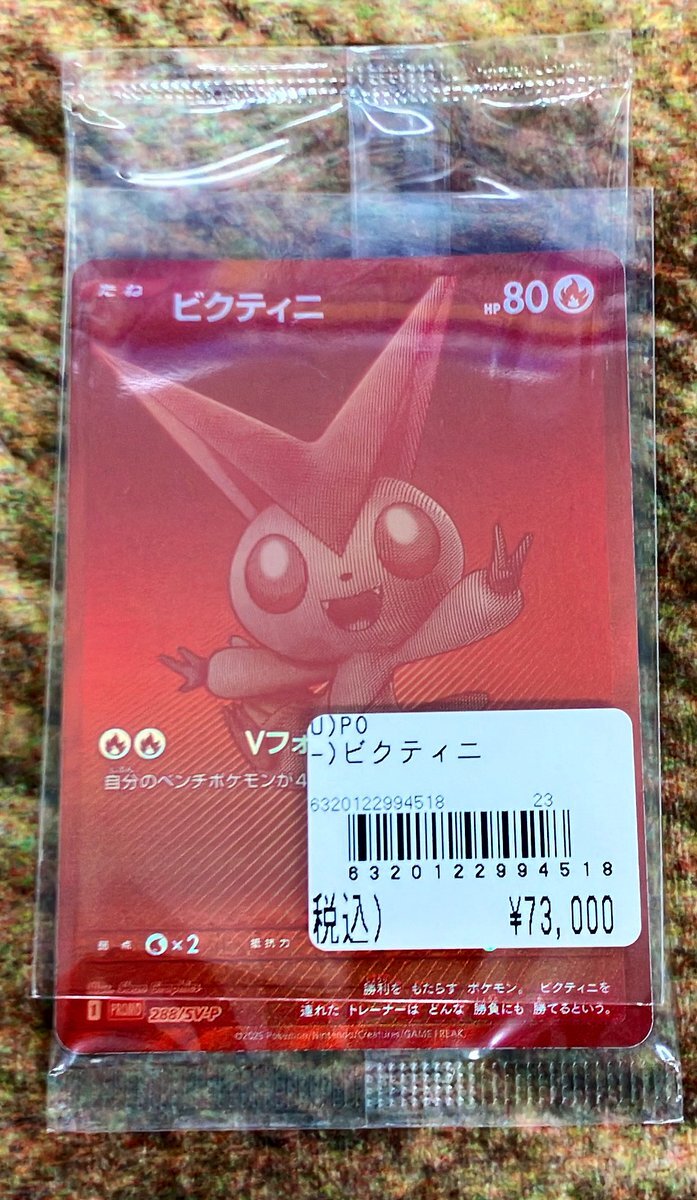 たね ビクティニ HP 80
Vフォ
自分のベンチポケモンが4
U)PO
-)ビクティニ
6320122994518 23
6320122994518
税込) ¥73,000
弱点 ×2 抵抗力
勝利を もたらす ポケモン。 ビクティニを
連れた トレーナーは どんな 勝負にも 勝てるという。
I PROMO 288/SV-P
©2025 Pokémon/Nintendo/Creatures/GAME FREAK.